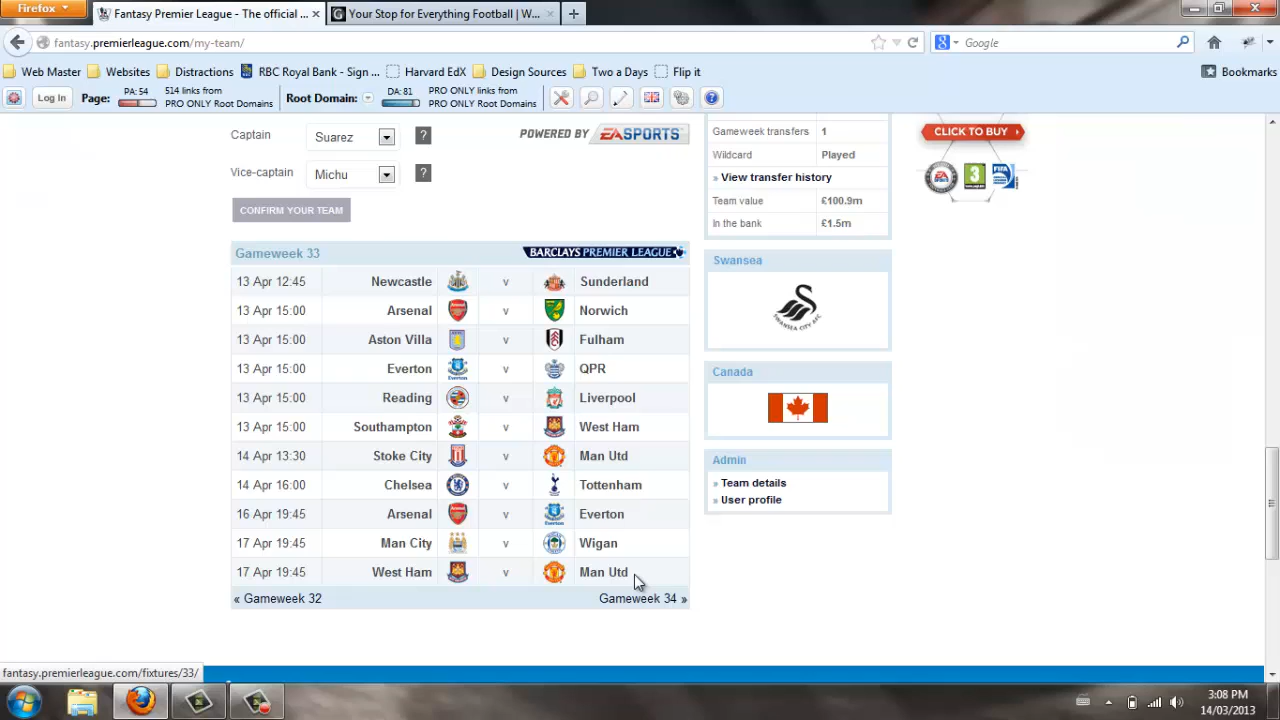 Firefox
Fantasy Premier League - The official ... ×
Your Stop for Everything Football | W... ×
fantasy.premierleague.com/my-team/
Google
Web Master Websites Distractions RBC Royal Bank - Sign ... Harvard EdX Design Sources Two a Days Flip it Bookmarks
Log In Page: PA: 54 514 links from PRO ONLY Root Domains Root Domain: DA: 81 PRO ONLY links from PRO ONLY Root Domains
Captain Suarez ?
POWERED BY EA SPORTS
Vice-captain Michu ?
CONFIRM YOUR TEAM
Gameweek 33 BARCLAYS PREMIER LEAGUE
13 Apr 12:45 Newcastle v Sunderland
13 Apr 15:00 Arsenal v Norwich
13 Apr 15:00 Aston Villa v Fulham
13 Apr 15:00 Everton v QPR
13 Apr 15:00 Reading v Liverpool
13 Apr 15:00 Southampton v West Ham
14 Apr 13:30 Stoke City v Man Utd
14 Apr 16:00 Chelsea v Tottenham
16 Apr 19:45 Arsenal v Everton
17 Apr 19:45 Man City v Wigan
17 Apr 19:45 West Ham v Man Utd
« Gameweek 32 Gameweek 34 »
Gameweek transfers 1
Wildcard Played
» View transfer history
Team value £100.9m
In the bank £1.5m
Swansea
SWANSEA CITY AFC
Canada
Admin
» Team details
» User profile
CLICK TO BUY
3
fantasy.premierleague.com/fixtures/33/
3:08 PM
14/03/2013